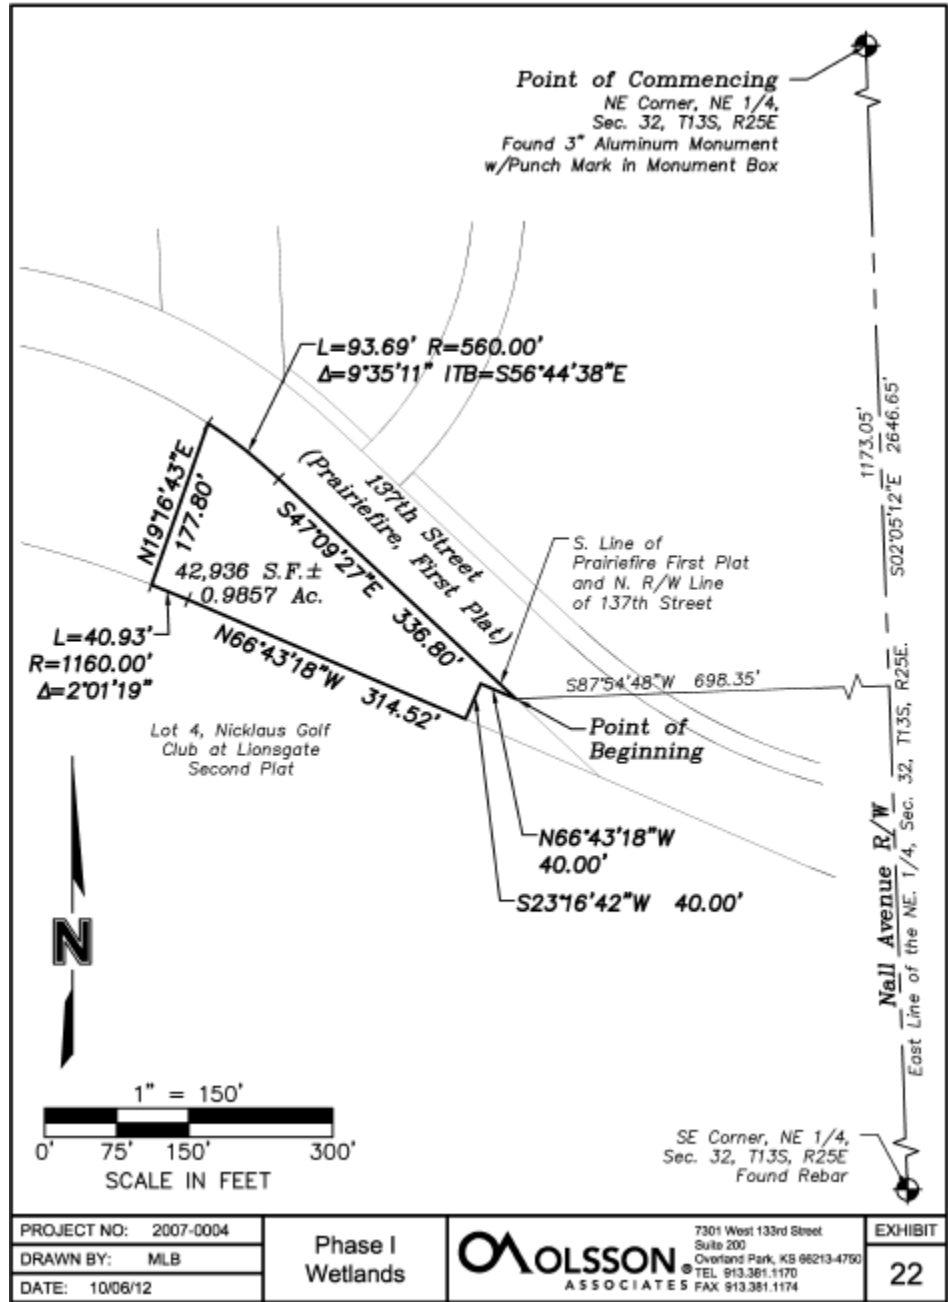 Point of Commencing
NE Corner, NE 1/4,
Sec. 32, T13S, R25E
Found 3" Aluminum Monument
w/Punch Mark in Monument Box
L=93.69' R=560.00'
Δ=9°35'11" ITB=S56°44'38"E
1173.05'
S02°05'12"E 2646.65'
N19°16'43"E
177.80'
137th Street
(Prairiefire, First Plat)
S47°09'27"E 336.80'
42,936 S.F.±
0.9857 Ac.
S. Line of
Prairiefire First Plat
and N. R/W Line
of 137th Street
L=40.93'
R=1160.00'
Δ=2°01'19"
N66°43'18"W 314.52'
S87°54'48"W 698.35'
Point of
Beginning
Lot 4, Nicklaus Golf
Club at Lionsgate
Second Plat
N66°43'18"W
40.00'
S23°16'42"W 40.00'
Nall Avenue R/W
East Line of the NE. 1/4, Sec. 32, T13S, R25E.
N
1" = 150'
0' 75' 150' 300'
SCALE IN FEET
SE Corner, NE 1/4,
Sec. 32, T13S, R25E
Found Rebar
PROJECT NO: 2007-0004
DRAWN BY: MLB
DATE: 10/06/12
Phase I
Wetlands
OA OLSSON ®
ASSOCIATES
7301 West 133rd Street
Suite 200
Overland Park, KS 66213-4750
TEL 913.381.1170
FAX 913.381.1174
EXHIBIT
22